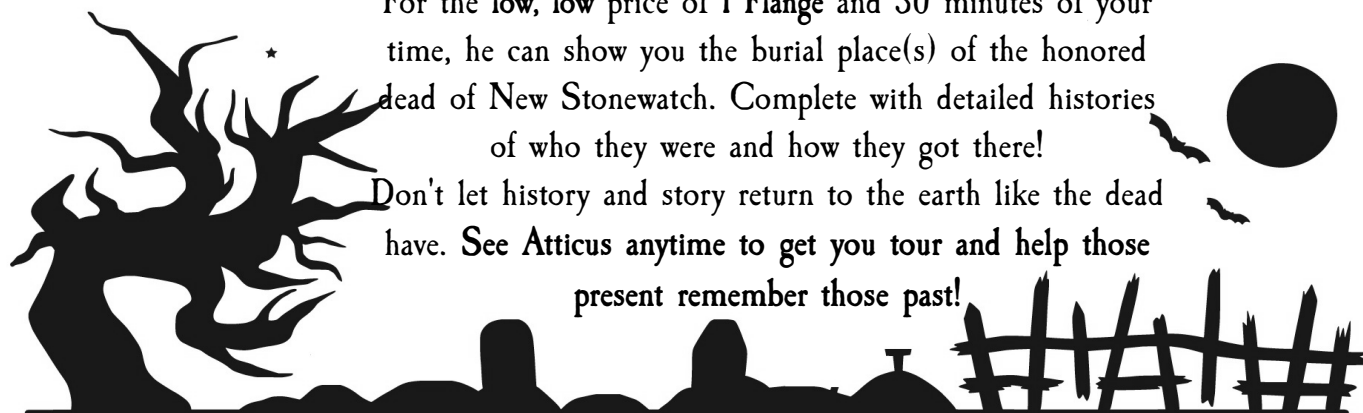 For the low, low price of 1 Flange and 30 minutes of your
time, he can show you the burial place(s) of the honored
dead of New Stonewatch. Complete with detailed histories
of who they were and how they got there!
Don't let history and story return to the earth like the dead
have. See Atticus anytime to get you tour and help those
present remember those past!